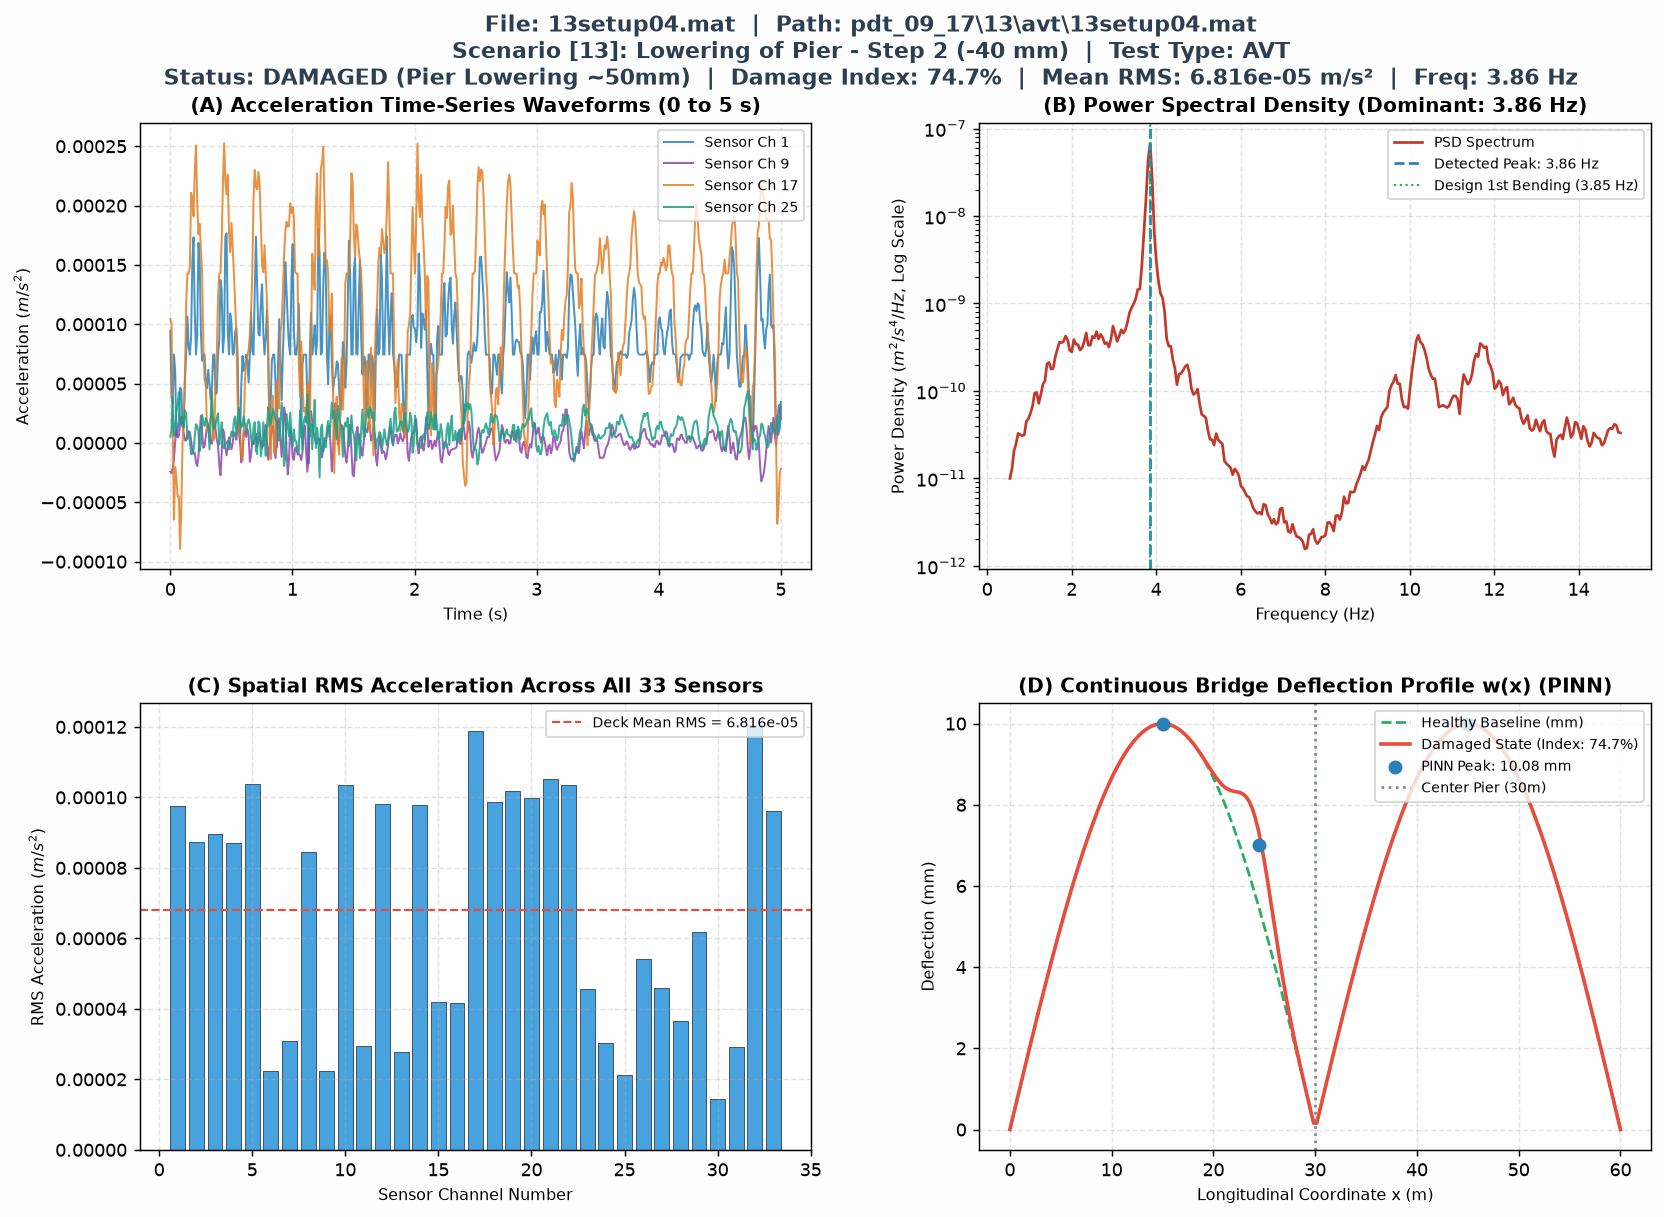 File: 13setup04.mat | Path: pdt_09_17\13\avt\13setup04.mat
Scenario [13]: Lowering of Pier - Step 2 (-40 mm) | Test Type: AVT
Status: DAMAGED (Pier Lowering ~50mm) | Damage Index: 74.7% | Mean RMS: 6.816e-05 m/s² | Freq: 3.86 Hz
(A) Acceleration Time-Series Waveforms (0 to 5 s)
Acceleration (m/s²)
0.00025
0.00020
0.00015
0.00010
0.00005
0.00000
−0.00005
−0.00010
Sensor Ch 1
Sensor Ch 9
Sensor Ch 17
Sensor Ch 25
0 1 2 3 4 5
Time (s)
(B) Power Spectral Density (Dominant: 3.86 Hz)
Power Density (m²/s⁴/Hz, Log Scale)
10⁻⁷
10⁻⁸
10⁻⁹
10⁻¹⁰
10⁻¹¹
10⁻¹²
PSD Spectrum
Detected Peak: 3.86 Hz
Design 1st Bending (3.85 Hz)
0 2 4 6 8 10 12 14
Frequency (Hz)
(C) Spatial RMS Acceleration Across All 33 Sensors
RMS Acceleration (m/s²)
0.00012
0.00010
0.00008
0.00006
0.00004
0.00002
0.00000
Deck Mean RMS = 6.816e-05
0 5 10 15 20 25 30 35
Sensor Channel Number
(D) Continuous Bridge Deflection Profile w(x) (PINN)
Deflection (mm)
10
8
6
4
2
0
Healthy Baseline (mm)
Damaged State (Index: 74.7%)
PINN Peak: 10.08 mm
Center Pier (30m)
0 10 20 30 40 50 60
Longitudinal Coordinate x (m)